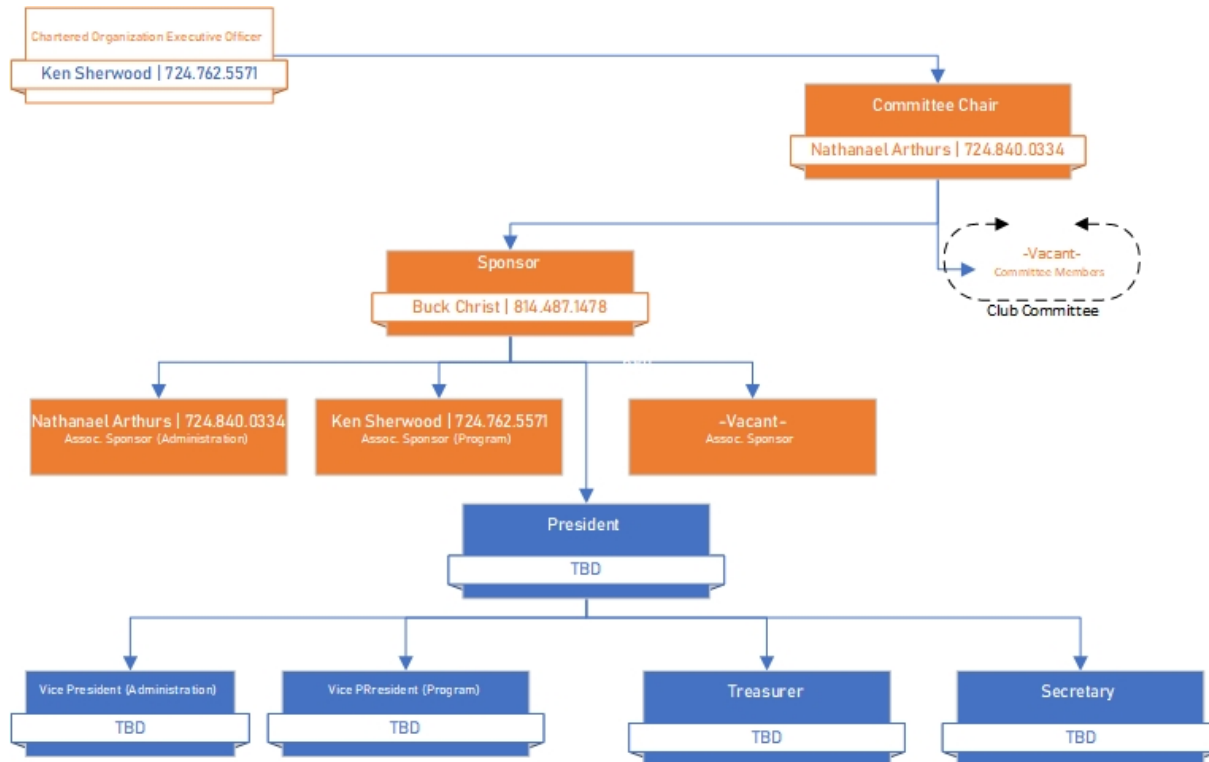 Chartered Organization Executive Officer
Ken Sherwood | 724.762.5571
Committee Chair
Nathanael Arthurs | 724.840.0334
-Vacant-
Committee Members
Club Committee
Sponsor
Buck Christ | 814.487.1478
Nathanael Arthurs | 724.840.0334
Assoc. Sponsor (Administration)
Ken Sherwood | 724.762.5571
Assoc. Sponsor (Program)
-Vacant-
Assoc. Sponsor
President
TBD
Vice President (Administration)
TBD
Vice PRresident (Program)
TBD
Treasurer
TBD
Secretary
TBD